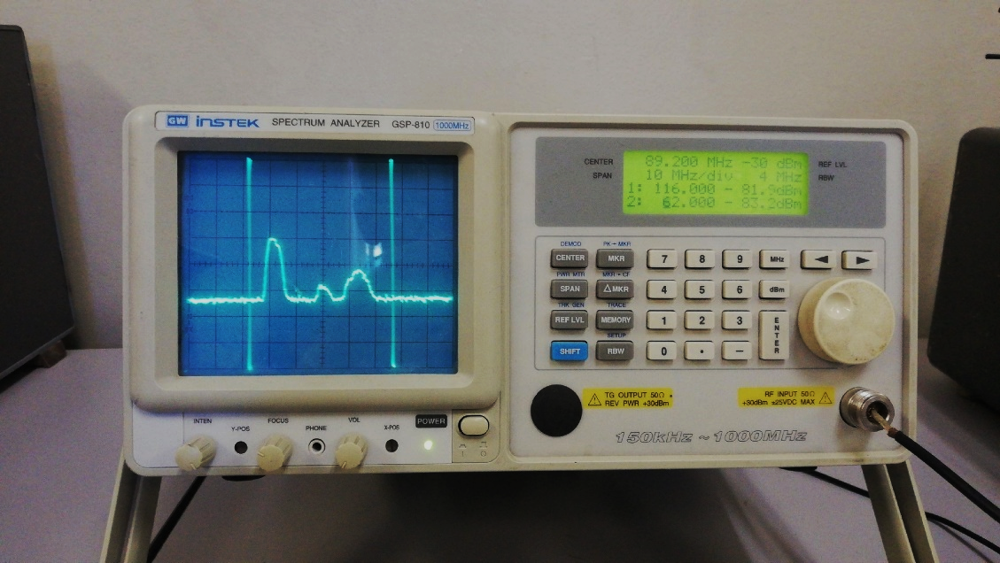 GW INSTEK SPECTRUM ANALYZER GSP-810 1000MHz
CENTER 89.200 MHz -30 dBm REF LVL
SPAN 10 MHz/div 4 MHz RBW
1: 116.000 - 81.9dBm
2: 62.000 - 83.2dBm
DEMOD PK→MKR
CENTER MKR 7 8 9 MHz
PWR MTR MKR→CF
SPAN △MKR 4 5 6 dBm
TRK GEN TRACE
REF LVL MEMORY 1 2 3 ENTER
SETUP
SHIFT RBW 0 • —
TG OUTPUT 50Ω
REV PWR +30dBm
RF INPUT 50Ω
+30dBm ±25VDC MAX
150kHz ~ 1000MHz
INTEN Y-POS FOCUS PHONE VOL X-POS POWER